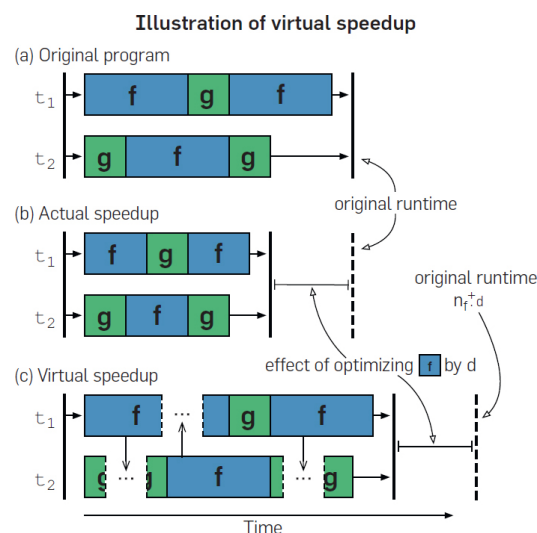 Illustration of virtual speedup
(a) Original program
t1 f g f
t2 g f g
original runtime
(b) Actual speedup
t1 f g f
t2 g f g
original runtime
nf·+d
effect of optimizing f by d
(c) Virtual speedup
t1 f ... g f
t2 g ... g f ... g
Time